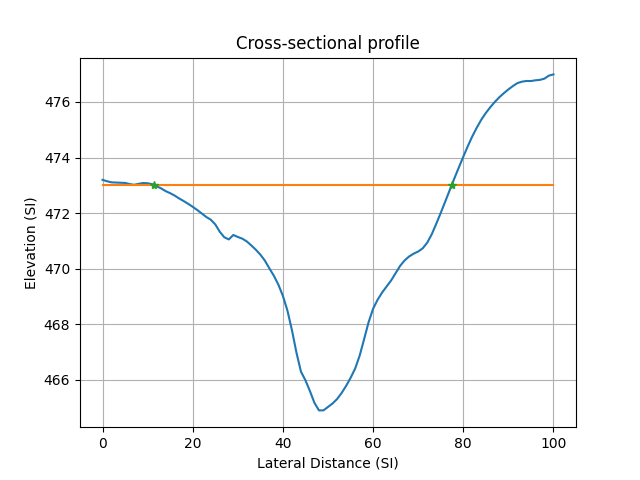 Cross-sectional profile
476
474
472
470
468
466
Elevation (SI)
0 20 40 60 80 100
Lateral Distance (SI)